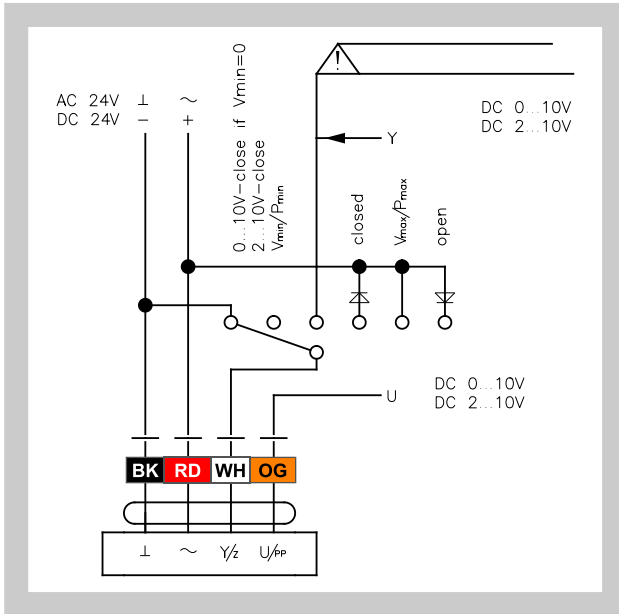 AC 24V ⊥ ~
DC 24V − +
0...10V–close if Vmin=0
2...10V–close
Vmin/Pmin
!
Y
DC 0...10V
DC 2...10V
closed
Vmax/Pmax
open
U
DC 0...10V
DC 2...10V
BK RD WH OG
⊥ ~ Y/Z U/PP